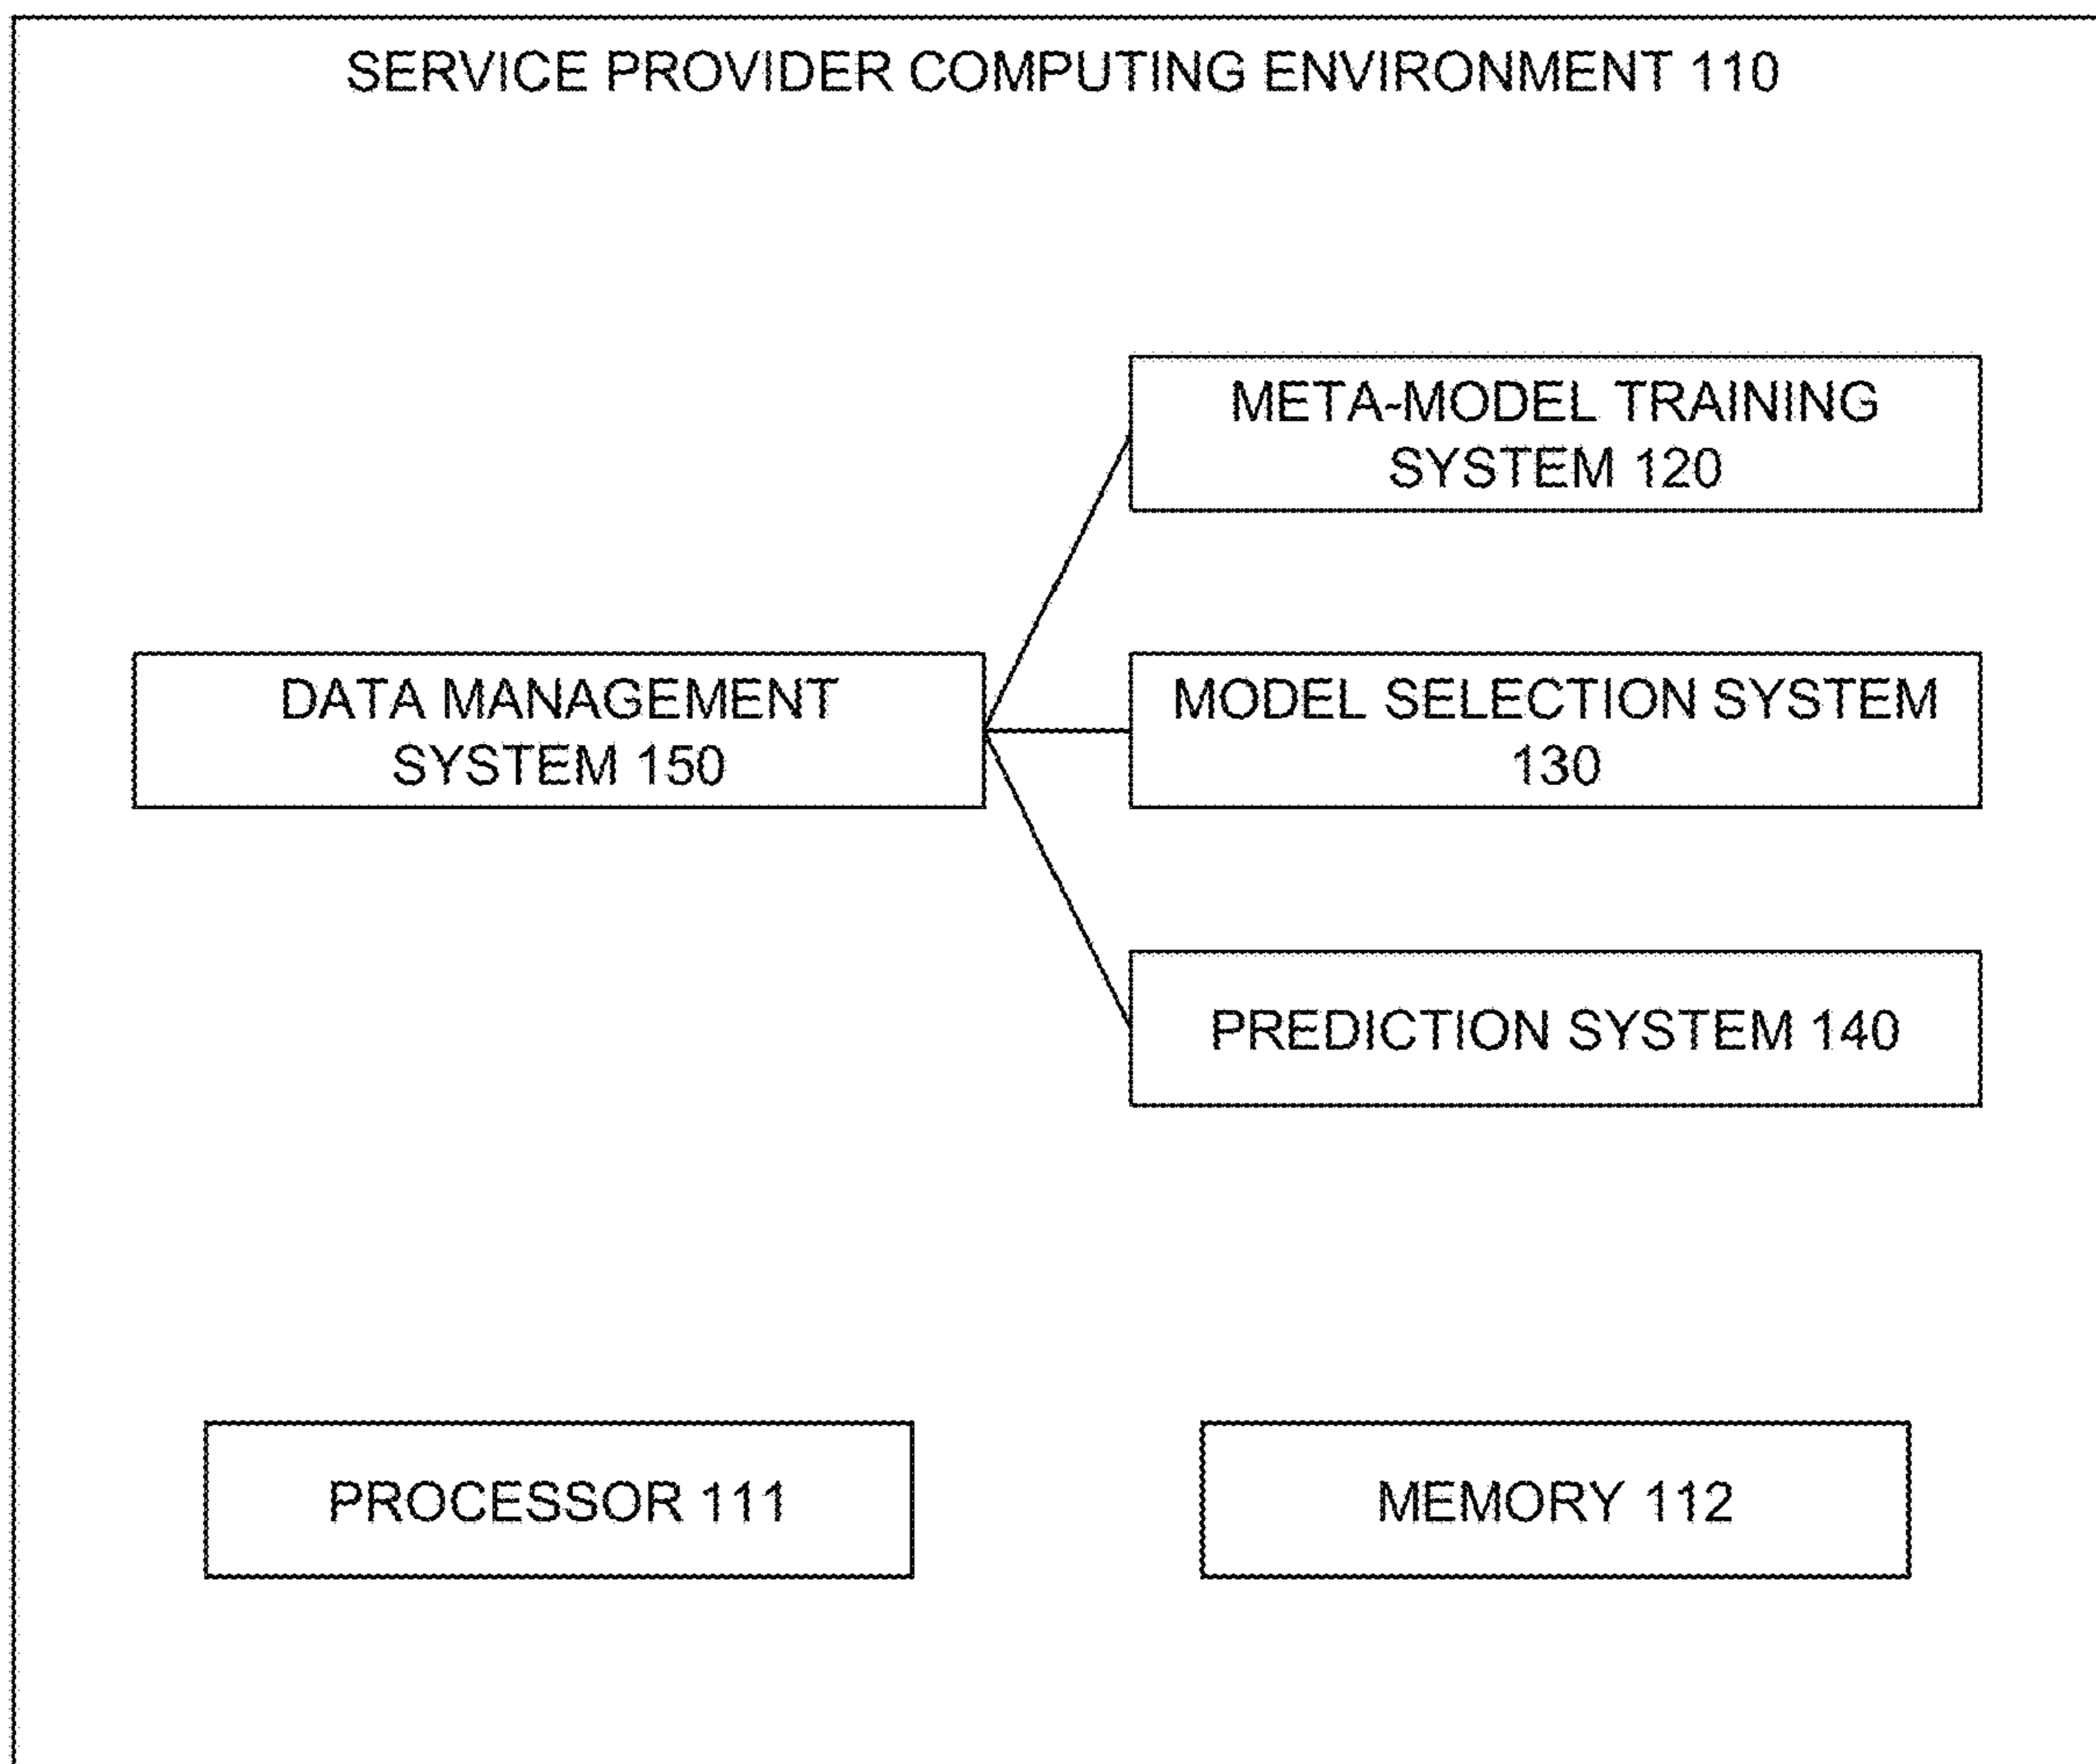 SERVICE PROVIDER COMPUTING ENVIRONMENT 110
META-MODEL TRAINING
SYSTEM 120
DATA MANAGEMENT
SYSTEM 150
MODEL SELECTION SYSTEM
130
PREDICTION SYSTEM 140
PROCESSOR 111
MEMORY 112